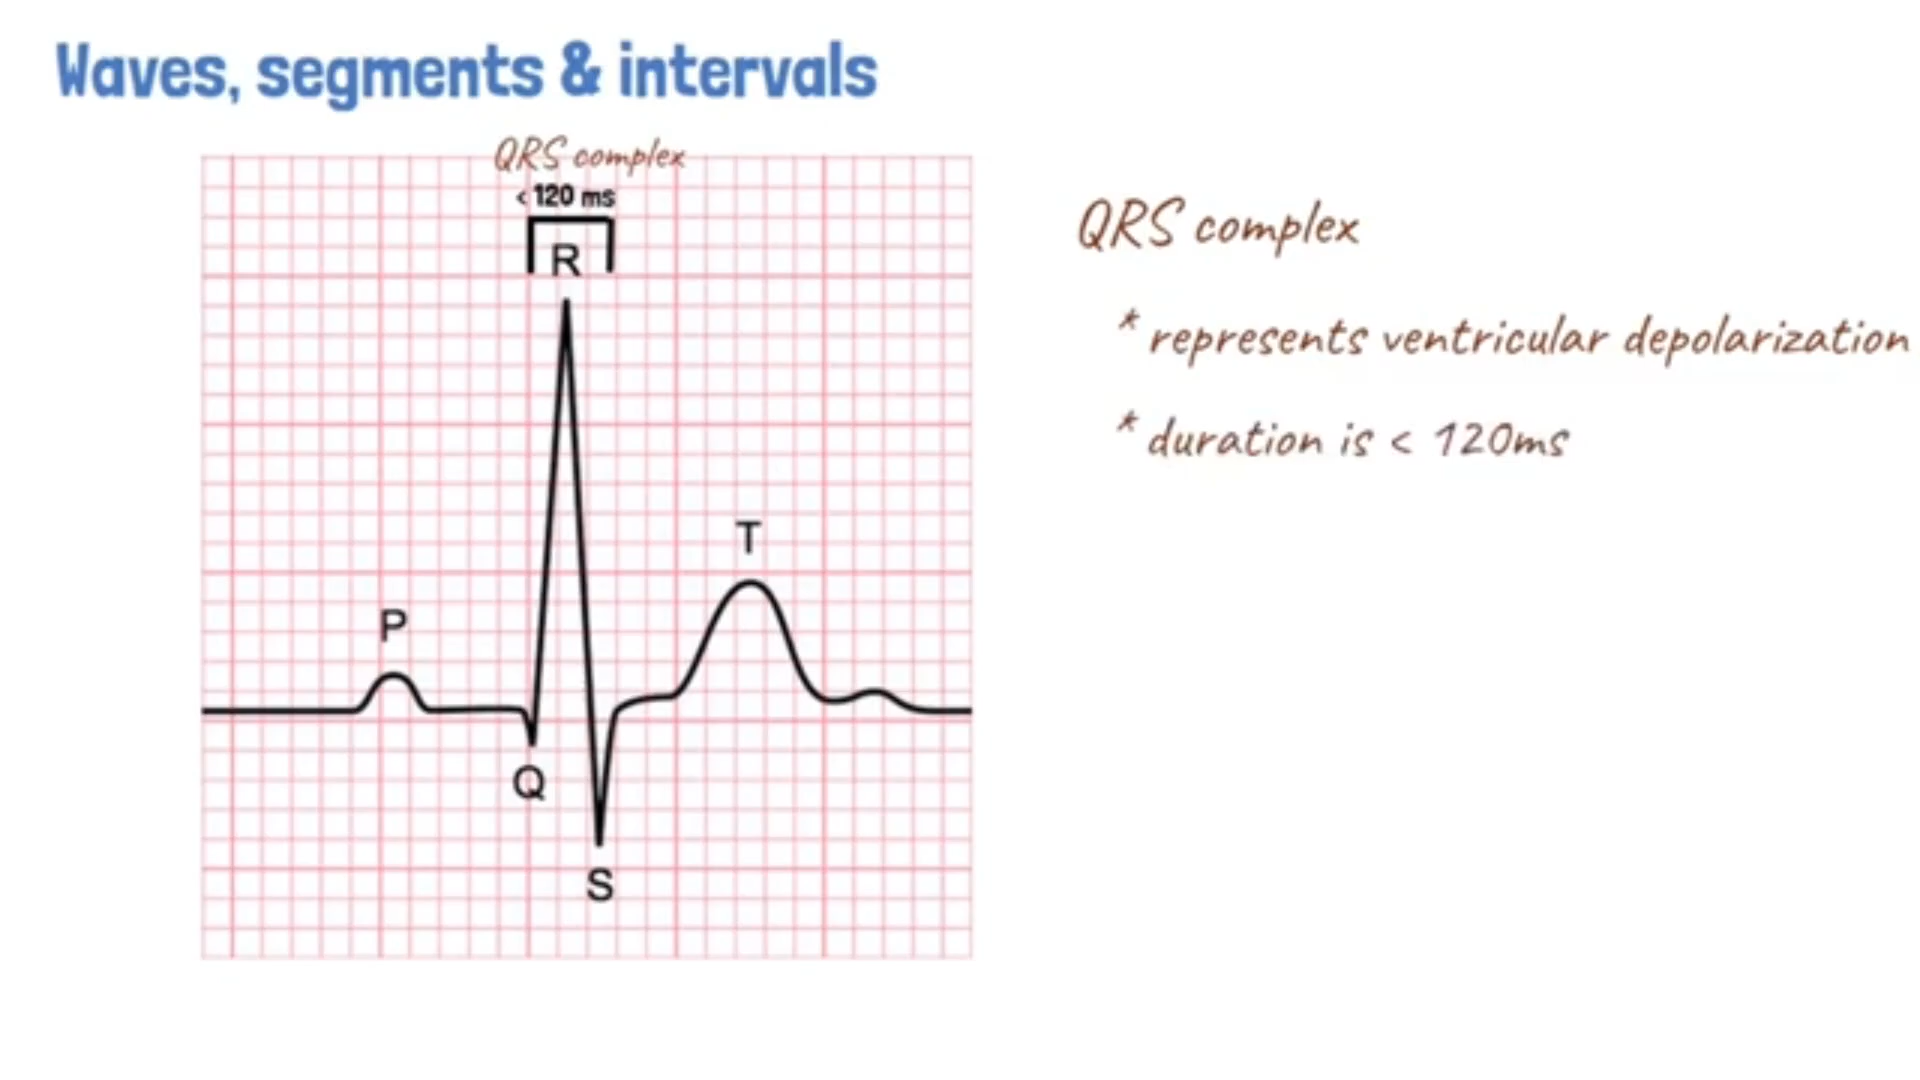 Waves, segments & intervals
QRS complex
< 120 ms
R
P
Q
S
T
QRS complex
* represents ventricular depolarization
* duration is < 120ms